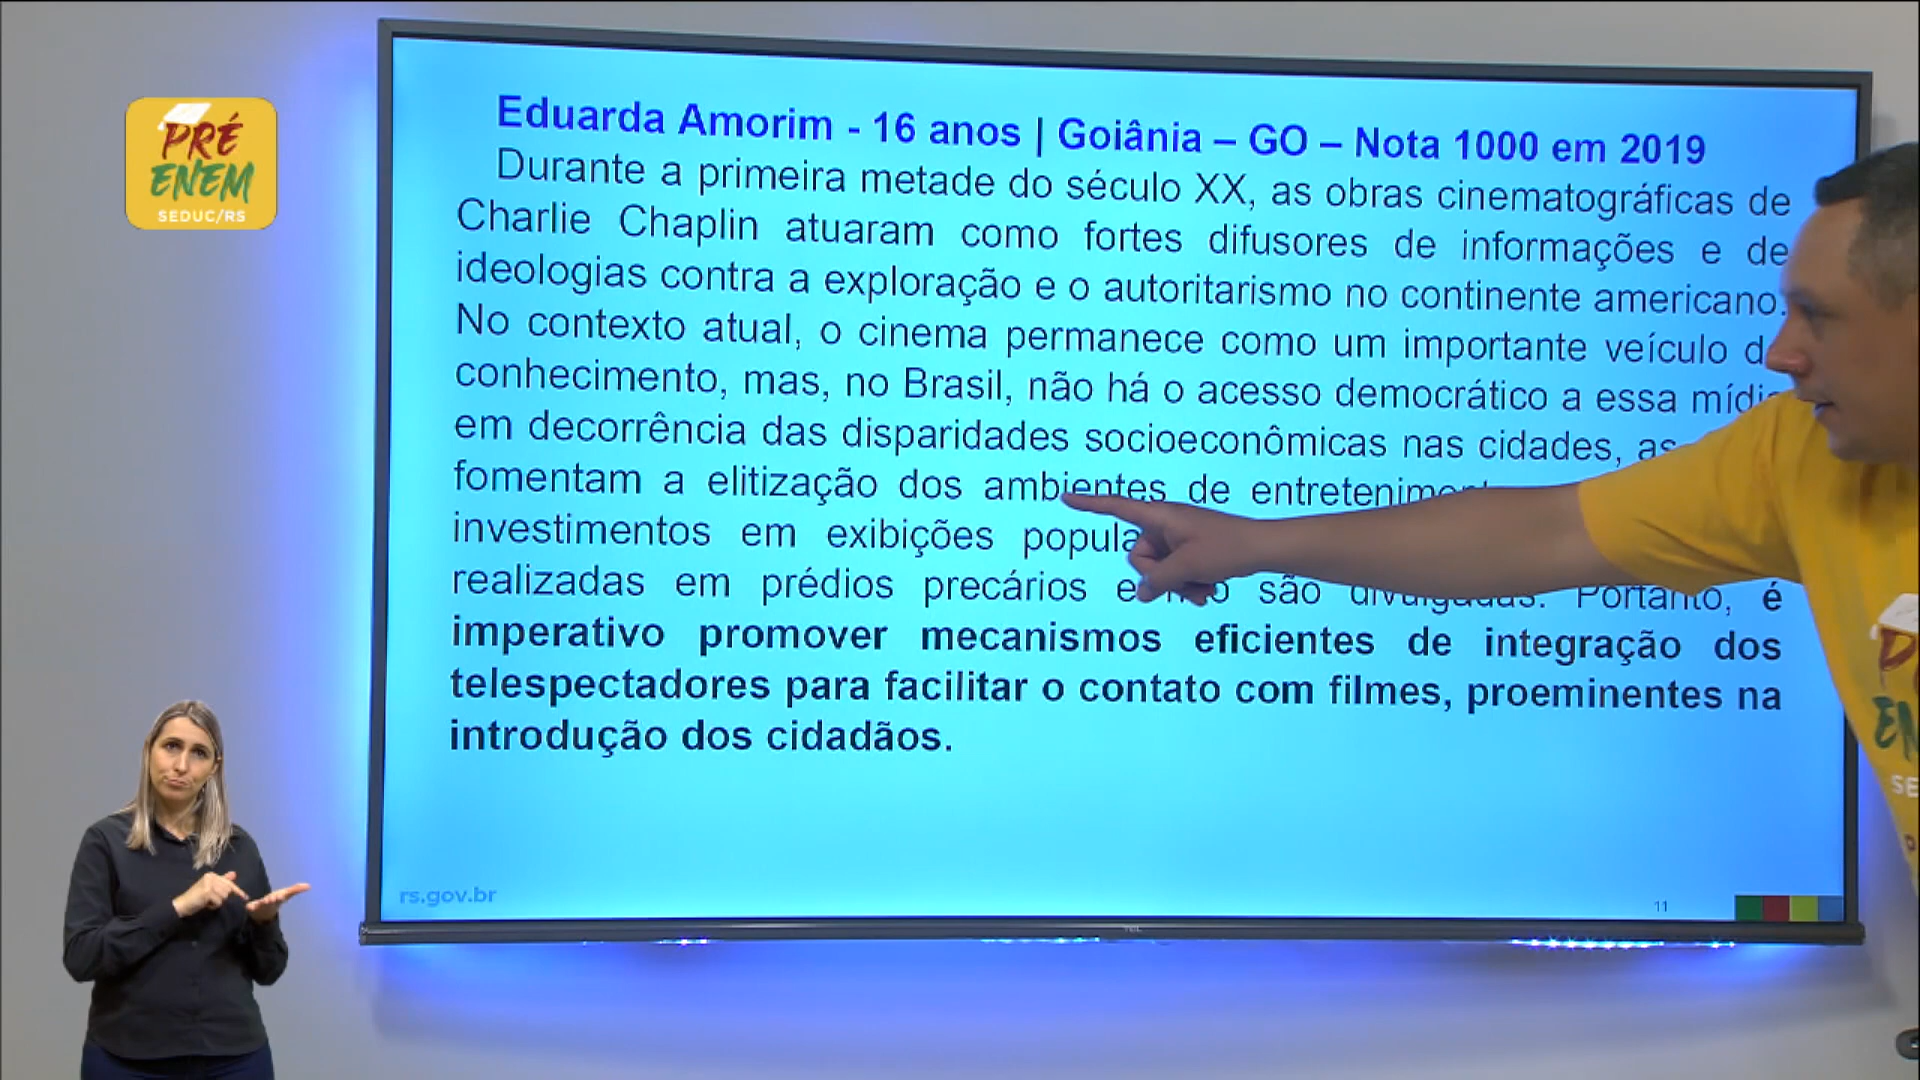 PRÉ
ENEM
SEDUC/RS
Eduarda Amorim - 16 anos | Goiânia – GO – Nota 1000 em 2019
Durante a primeira metade do século XX, as obras cinematográficas de
Charlie Chaplin atuaram como fortes difusores de informações e de
ideologias contra a exploração e o autoritarismo no continente americano.
No contexto atual, o cinema permanece como um importante veículo
conhecimento, mas, no Brasil, não há o acesso democrático a essa
em decorrência das disparidades socioeconômicas nas cidades,
fomentam a elitização dos ambientes de
investimentos em exibições
realizadas em prédios precários e não são divulgadas. Portanto, é
imperativo promover mecanismos eficientes de integração dos
telespectadores para facilitar o contato com filmes, proeminentes na
introdução dos cidadãos.
rs.gov.br
11
TCL